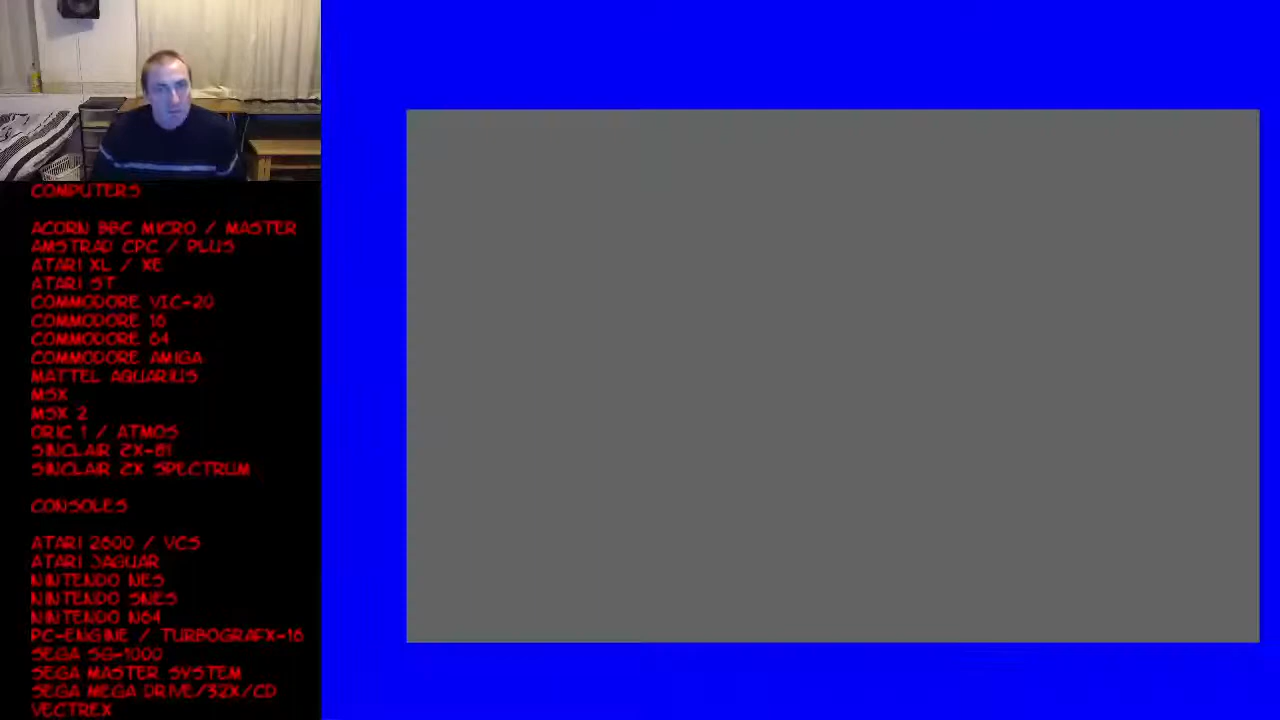 COMPUTERS
ACORN BBC MICRO / MASTER
AMSTRAD CPC / PLUS
ATARI XL / XE
ATARI ST
COMMODORE VIC-20
COMMODORE 16
COMMODORE 64
COMMODORE AMIGA
MATTEL AQUARIUS
MSX
MSX 2
ORIC 1 / ATMOS
SINCLAIR ZX-81
SINCLAIR ZX SPECTRUM
CONSOLES
ATARI 2600 / VCS
ATARI JAGUAR
NINTENDO NES
NINTENDO SNES
NINTENDO N64
PC-ENGINE / TURBOGRAFX-16
SEGA SG-1000
SEGA MASTER SYSTEM
SEGA MEGA DRIVE/32X/CD
VECTREX